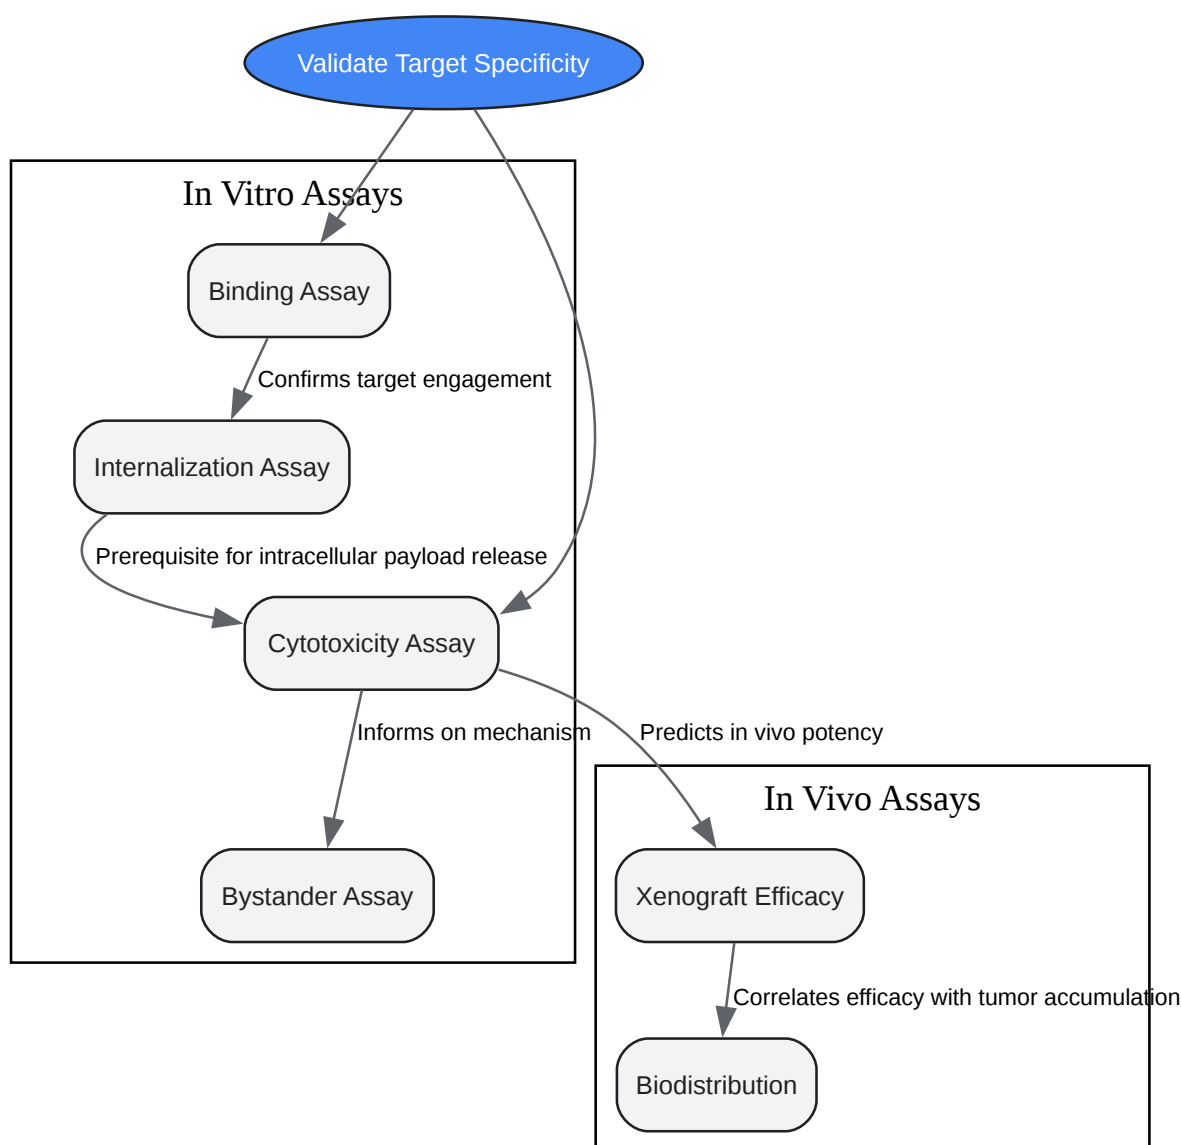 Validate Target Specificity
In Vitro Assays
Binding Assay
Confirms target engagement
Internalization Assay
Prerequisite for intracellular payload release
Cytotoxicity Assay
Informs on mechanism
Predicts in vivo potency
In Vivo Assays
Bystander Assay
Xenograft Efficacy
Correlates efficacy with tumor accumulation
Biodistribution